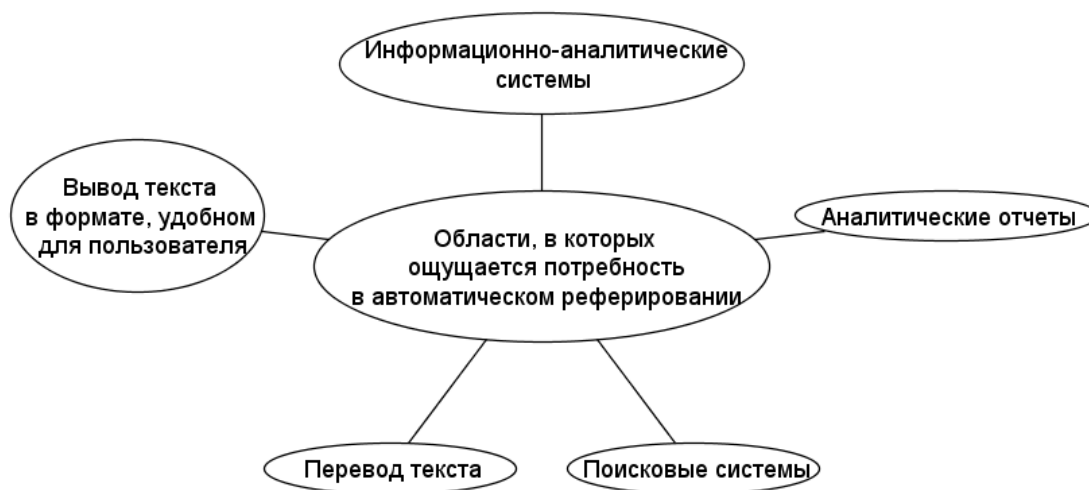 Информационно-аналитические
системы
Вывод текста
в формате, удобном
для пользователя
Аналитические отчеты
Области, в которых
ощущается потребность
в автоматическом реферировании
Перевод текста
Поисковые системы